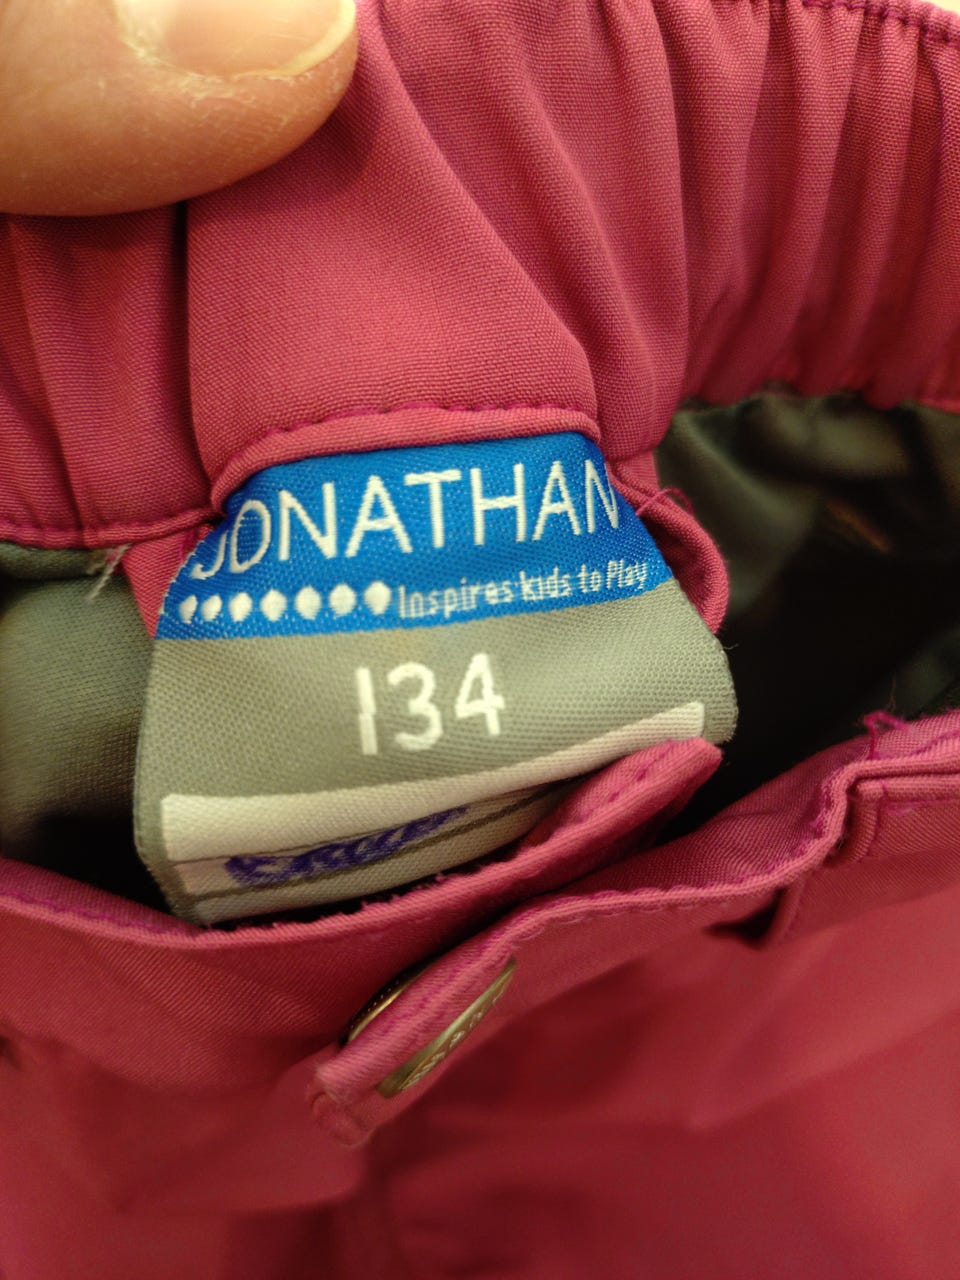 JONATHAN
Inspires kids to Play
134